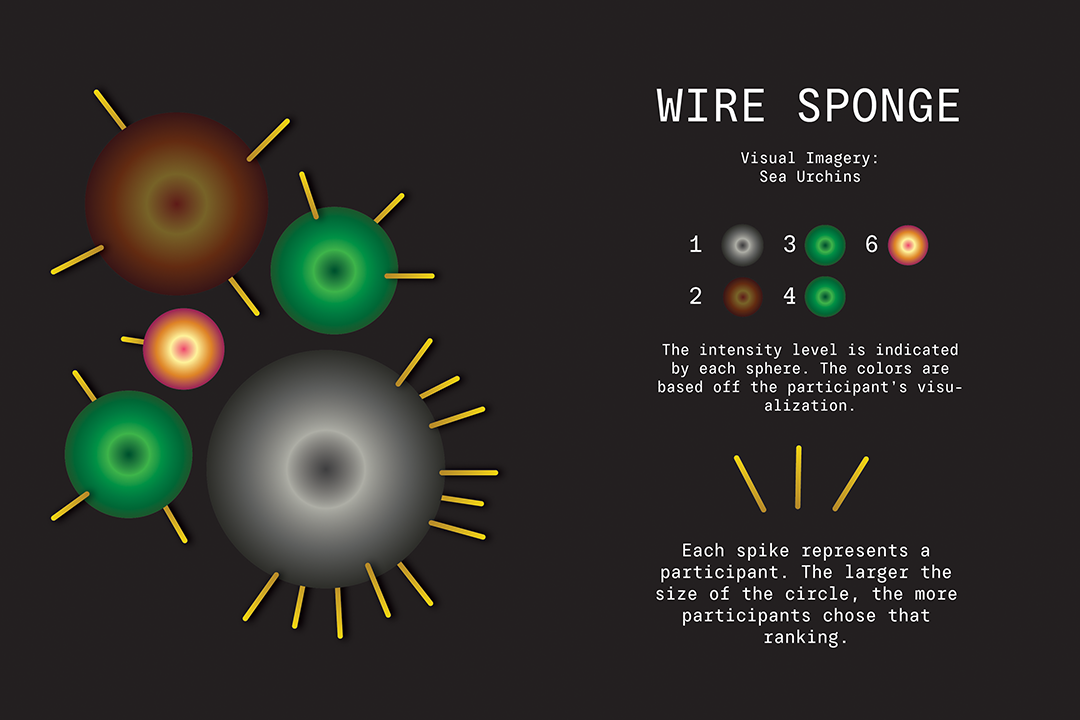 WIRE SPONGE
Visual Imagery:
Sea Urchins
1 3 6
2 4
The intensity level is indicated
by each sphere. The colors are
based off the participant's visu-
alization.
Each spike represents a
participant. The larger the
size of the circle, the more
participants chose that
ranking.